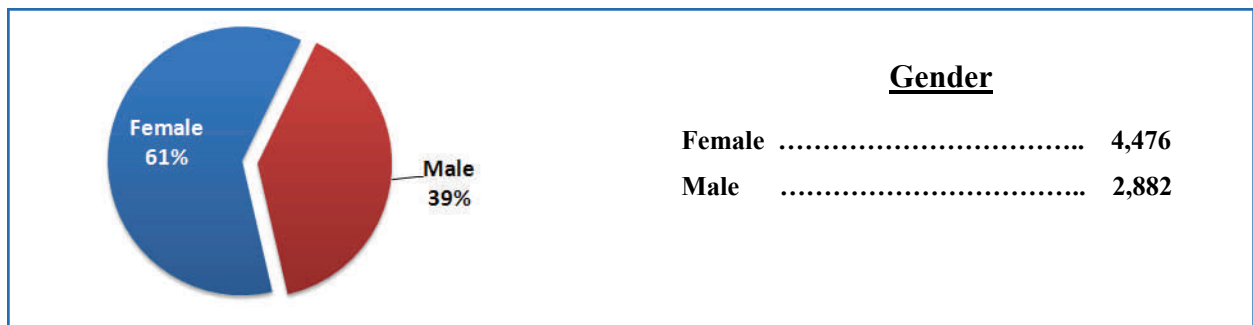 Female
61%
Male
39%
Gender
Female ……………………………….. 4,476
Male ……………………………….. 2,882